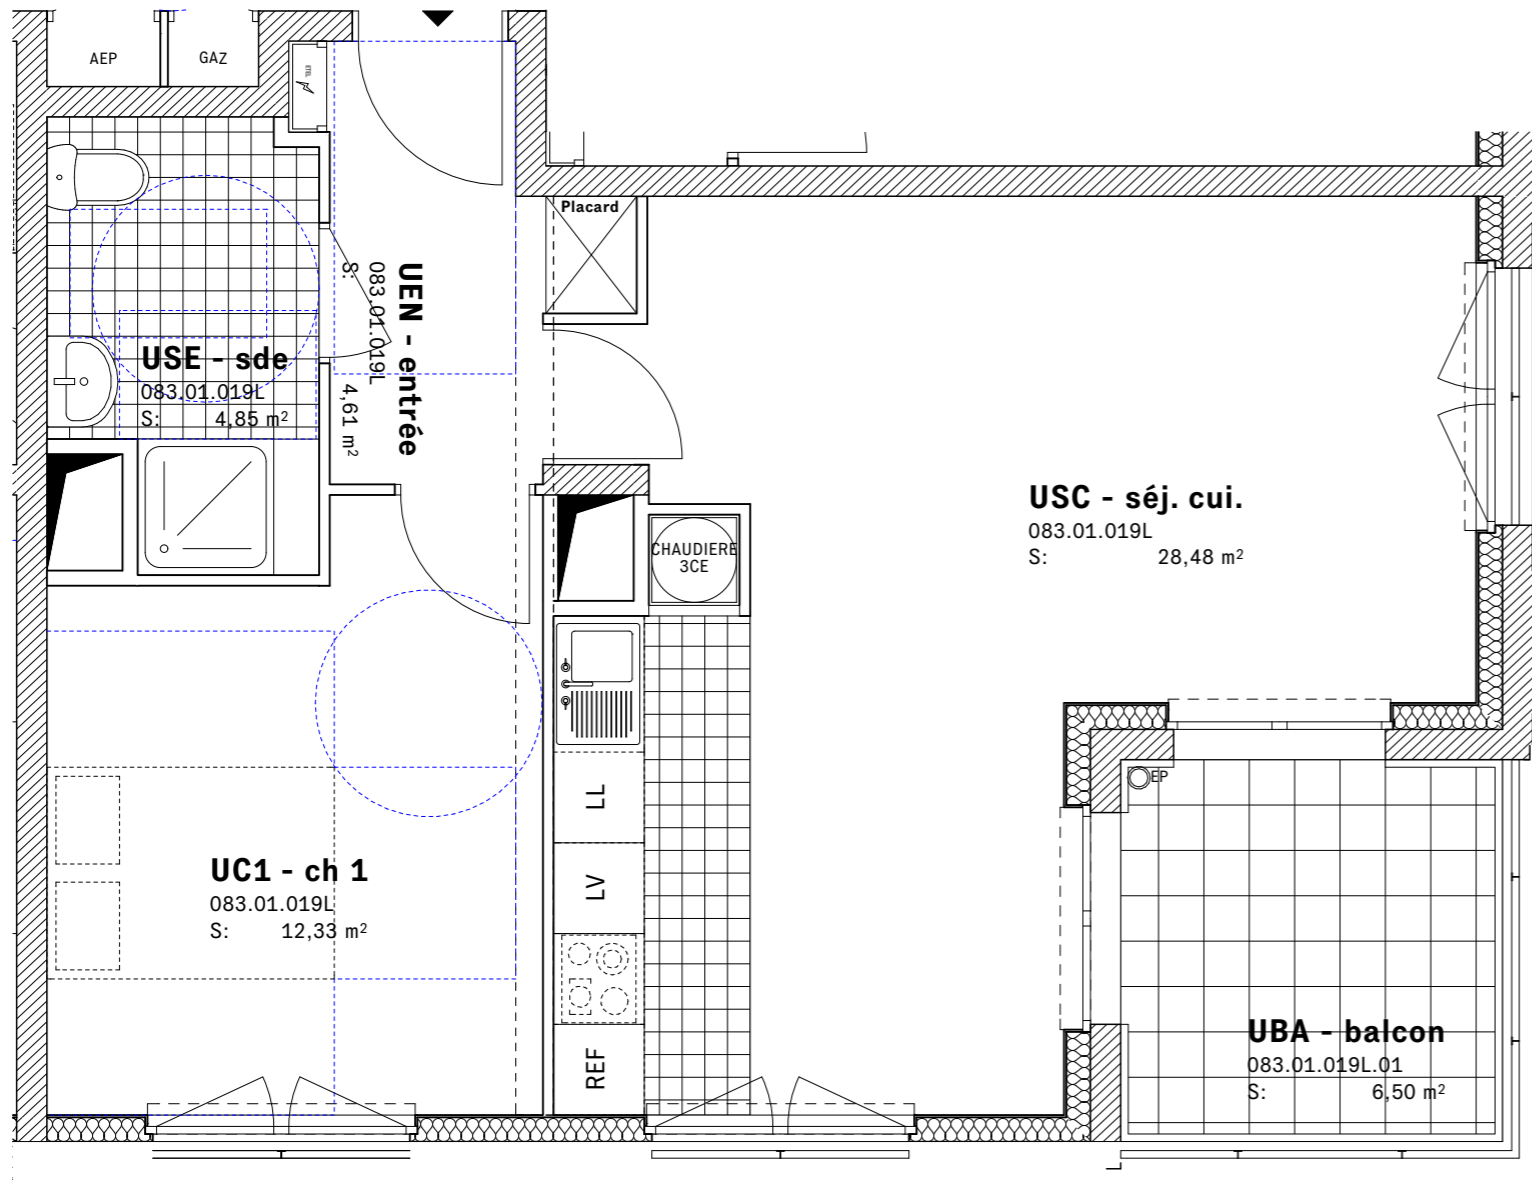 AEP
GAZ
ETEL
Placard
UEN - entrée
083.01.019L
S: 4,61 m²
USE - sde
083.01.019L
S: 4,85 m²
USC - séj. cui.
083.01.019L
S: 28,48 m²
CHAUDIERE
3CE
EP
LL
LV
REF
UC1 - ch 1
083.01.019L
S: 12,33 m²
UBA - balcon
083.01.019L.01
S: 6,50 m²